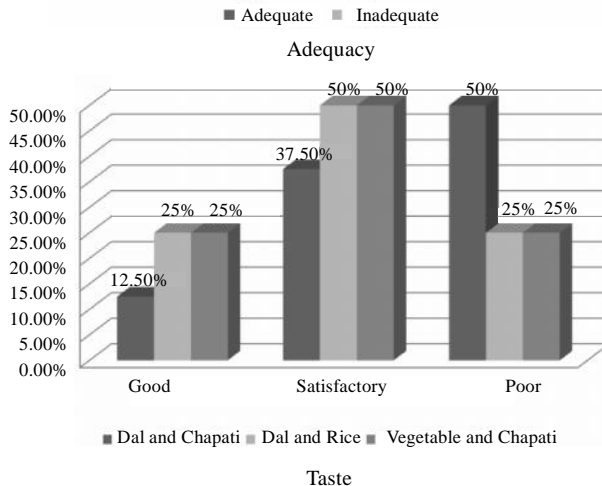 Adequate Inadequate
Adequacy
50% 50% 50%
50.00%
45.00%
37.50%
40.00%
35.00%
30.00%
25% 25% 25% 25%
25.00%
20.00%
12.50%
15.00%
10.00%
5.00%
0.00%
Good Satisfactory Poor
Dal and Chapati Dal and Rice Vegetable and Chapati
Taste